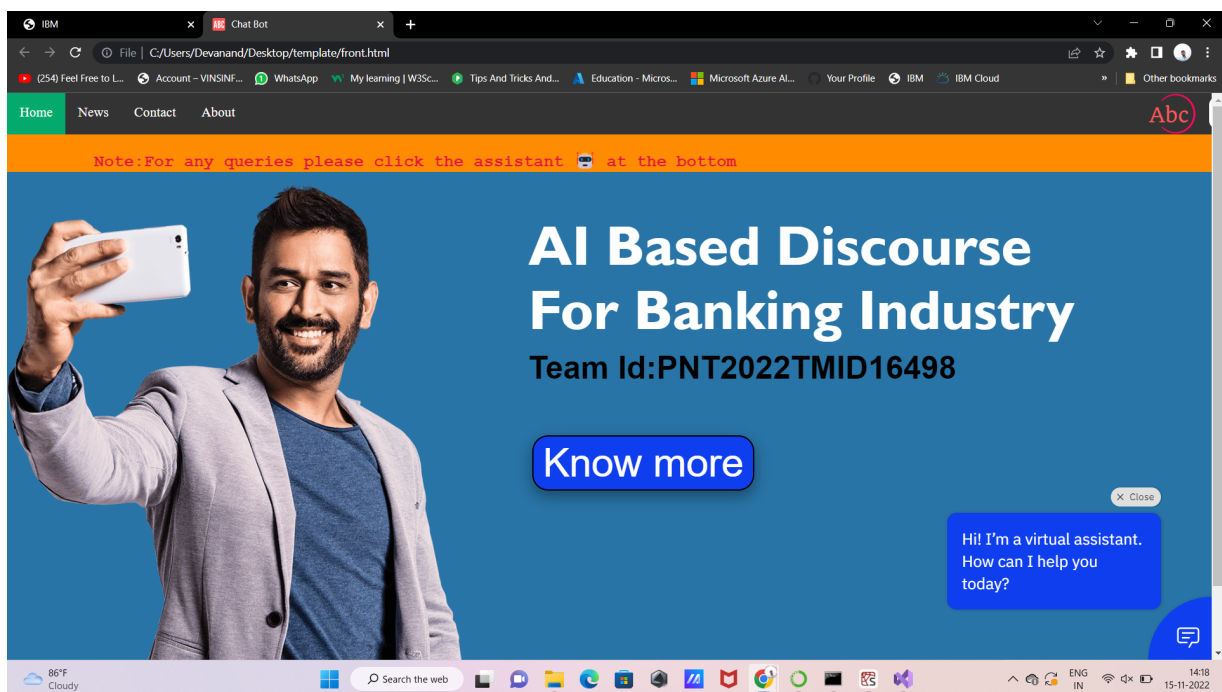 IBM
Chat Bot
File | C:/Users/Devanand/Desktop/template/front.html
(254) Feel Free to L... Account – VINSINF... WhatsApp My learning | W3Sc... Tips And Tricks And... Education - Micros... Microsoft Azure AI... Your Profile IBM IBM Cloud » Other bookmarks
Home News Contact About Abc
Note:For any queries please click the assistant 🤖 at the bottom
AI Based Discourse
For Banking Industry
Team Id:PNT2022TMID16498
Know more
× Close
Hi! I'm a virtual assistant.
How can I help you
today?
86°F
Cloudy
Search the web
ENG
IN
14:18
15-11-2022